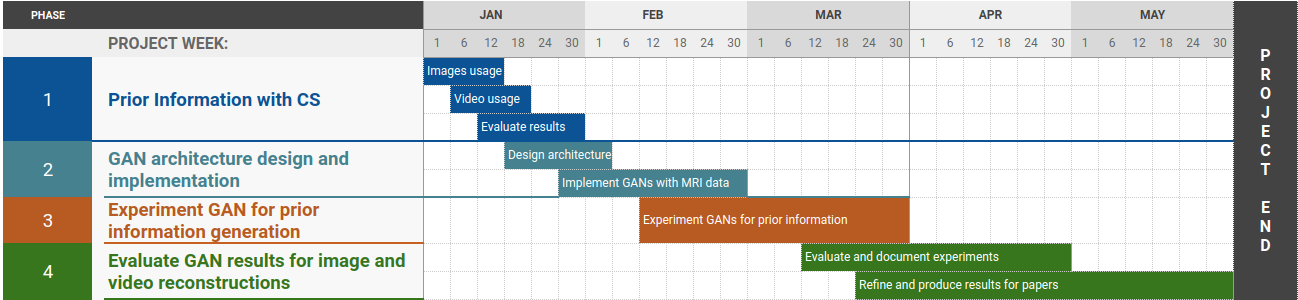 PHASE JAN FEB MAR APR MAY
PROJECT WEEK: 1 6 12 18 24 30 1 6 12 18 24 30 1 6 12 18 24 30 1 6 12 18 24 30 1 6 12 18 24 30
1
Prior Information with CS
Images usage
Video usage
Evaluate results
2
GAN architecture design and
implementation
Design architecture
Implement GANs with MRI data
3
Experiment GAN for prior
information generation
Experiment GANs for prior information
4
Evaluate GAN results for image and
video reconstructions
Evaluate and document experiments
Refine and produce results for papers
PROJECT END